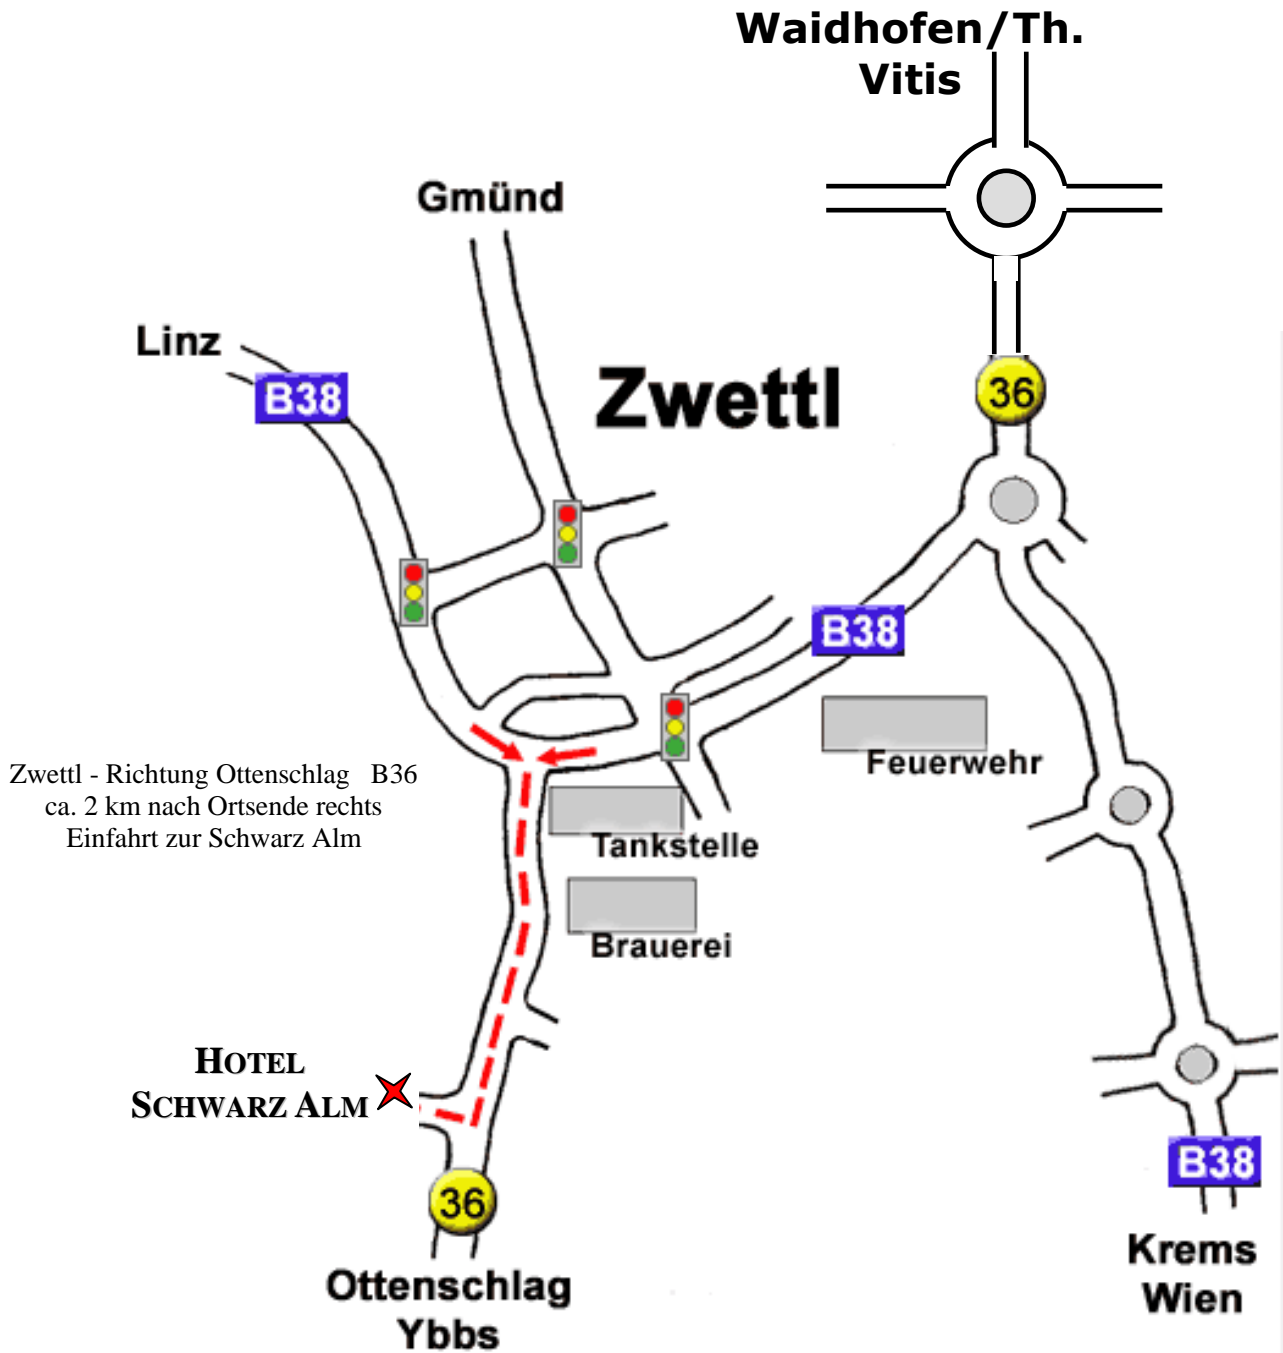 Waidhofen/Th.
Vitis
Gmünd
Linz
B38
Zwettl
36
B38
Feuerwehr
Zwettl - Richtung Ottenschlag B36
ca. 2 km nach Ortsende rechts
Einfahrt zur Schwarz Alm
Tankstelle
Brauerei
HOTEL
SCHWARZ ALM
B38
36
Krems
Wien
Ottenschlag
Ybbs